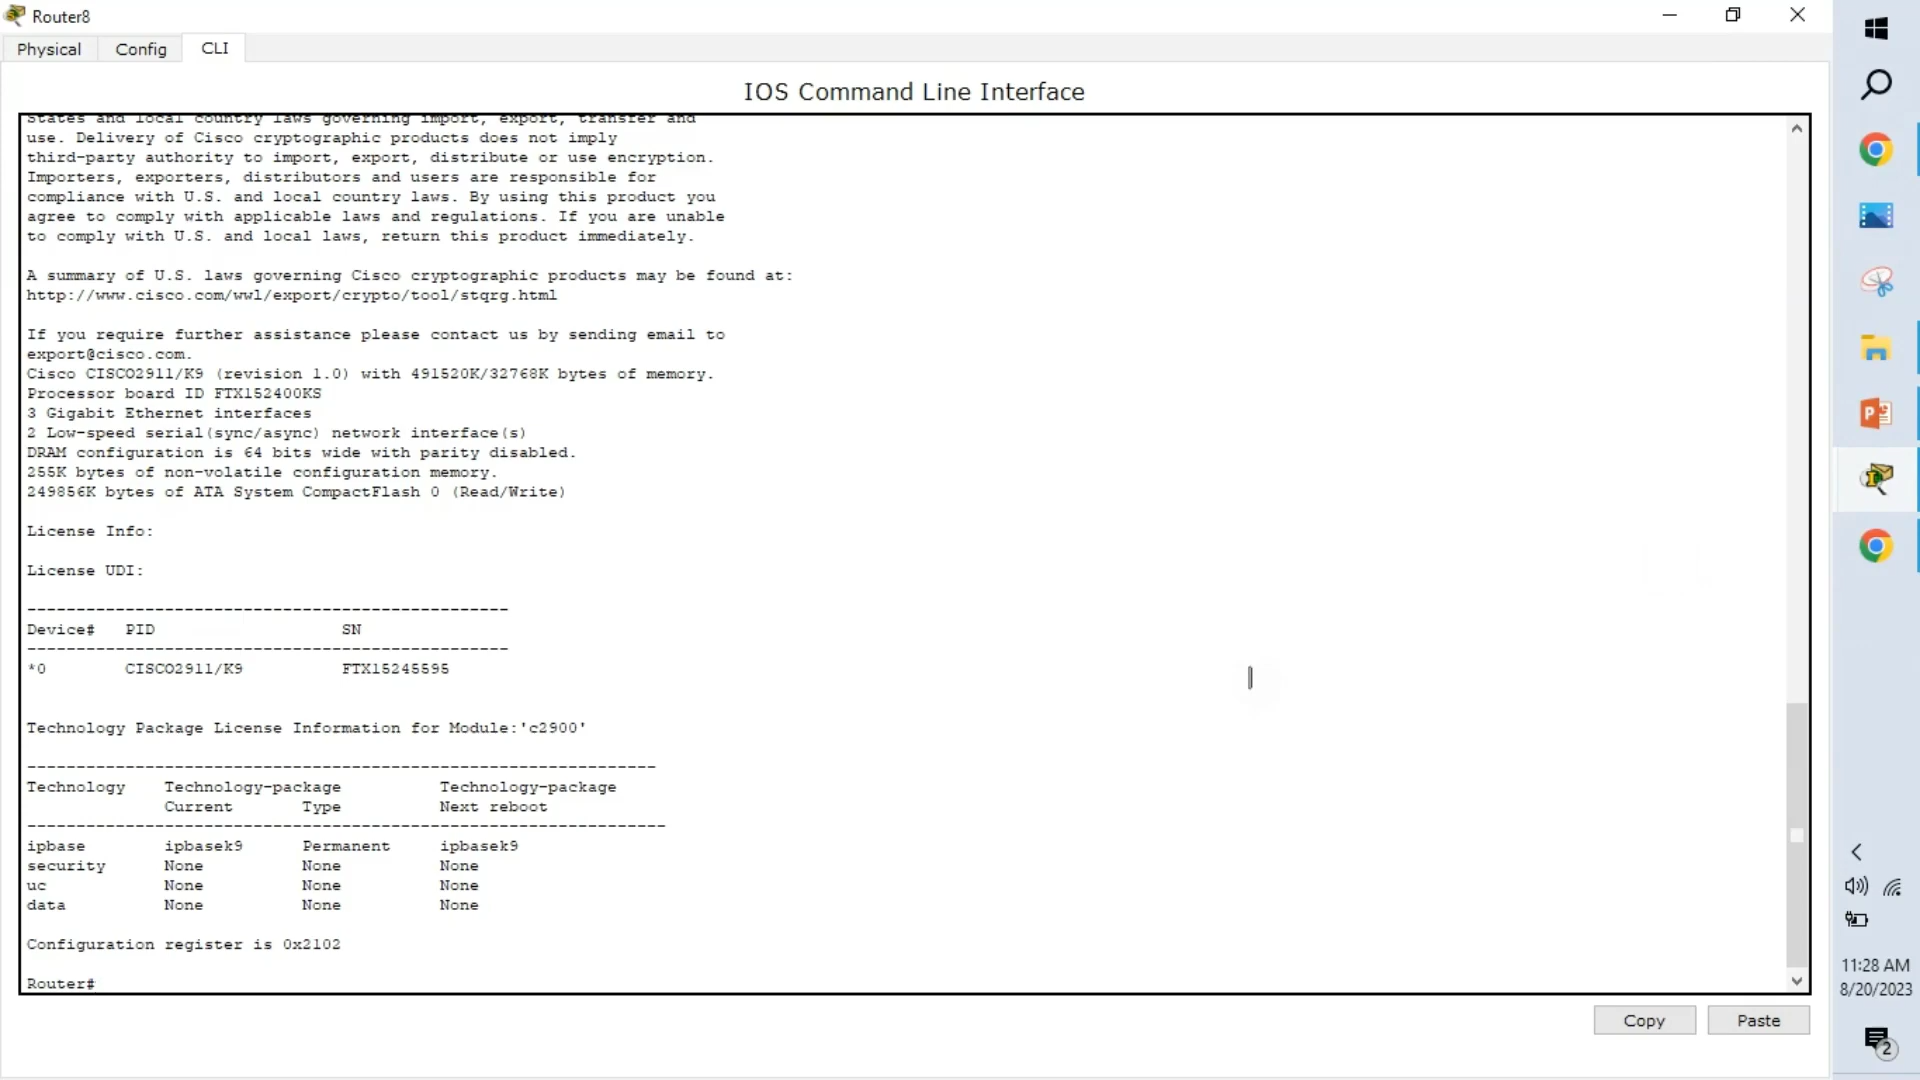 Router8
Physical Config CLI
IOS Command Line Interface
States and local country laws governing import, export, transfer and
use. Delivery of Cisco cryptographic products does not imply
third-party authority to import, export, distribute or use encryption.
Importers, exporters, distributors and users are responsible for
compliance with U.S. and local country laws. By using this product you
agree to comply with applicable laws and regulations. If you are unable
to comply with U.S. and local laws, return this product immediately.
A summary of U.S. laws governing Cisco cryptographic products may be found at:
http://www.cisco.com/wwl/export/crypto/tool/stqrg.html
If you require further assistance please contact us by sending email to
export@cisco.com.
Cisco CISCO2911/K9 (revision 1.0) with 491520K/32768K bytes of memory.
Processor board ID FTX152400KS
3 Gigabit Ethernet interfaces
2 Low-speed serial(sync/async) network interface(s)
DRAM configuration is 64 bits wide with parity disabled.
255K bytes of non-volatile configuration memory.
249856K bytes of ATA System CompactFlash 0 (Read/Write)
License Info:
License UDI:
-------------------------------------------------
Device# PID SN
-------------------------------------------------
*0 CISCO2911/K9 FTX15245595
Technology Package License Information for Module:'c2900'
----------------------------------------------------------------
Technology Technology-package Technology-package
Current Type Next reboot
-----------------------------------------------------------------
ipbase ipbasek9 Permanent ipbasek9
security None None None
uc None None None
data None None None
Configuration register is 0x2102
Router#
Copy Paste
11:28 AM
8/20/2023
2